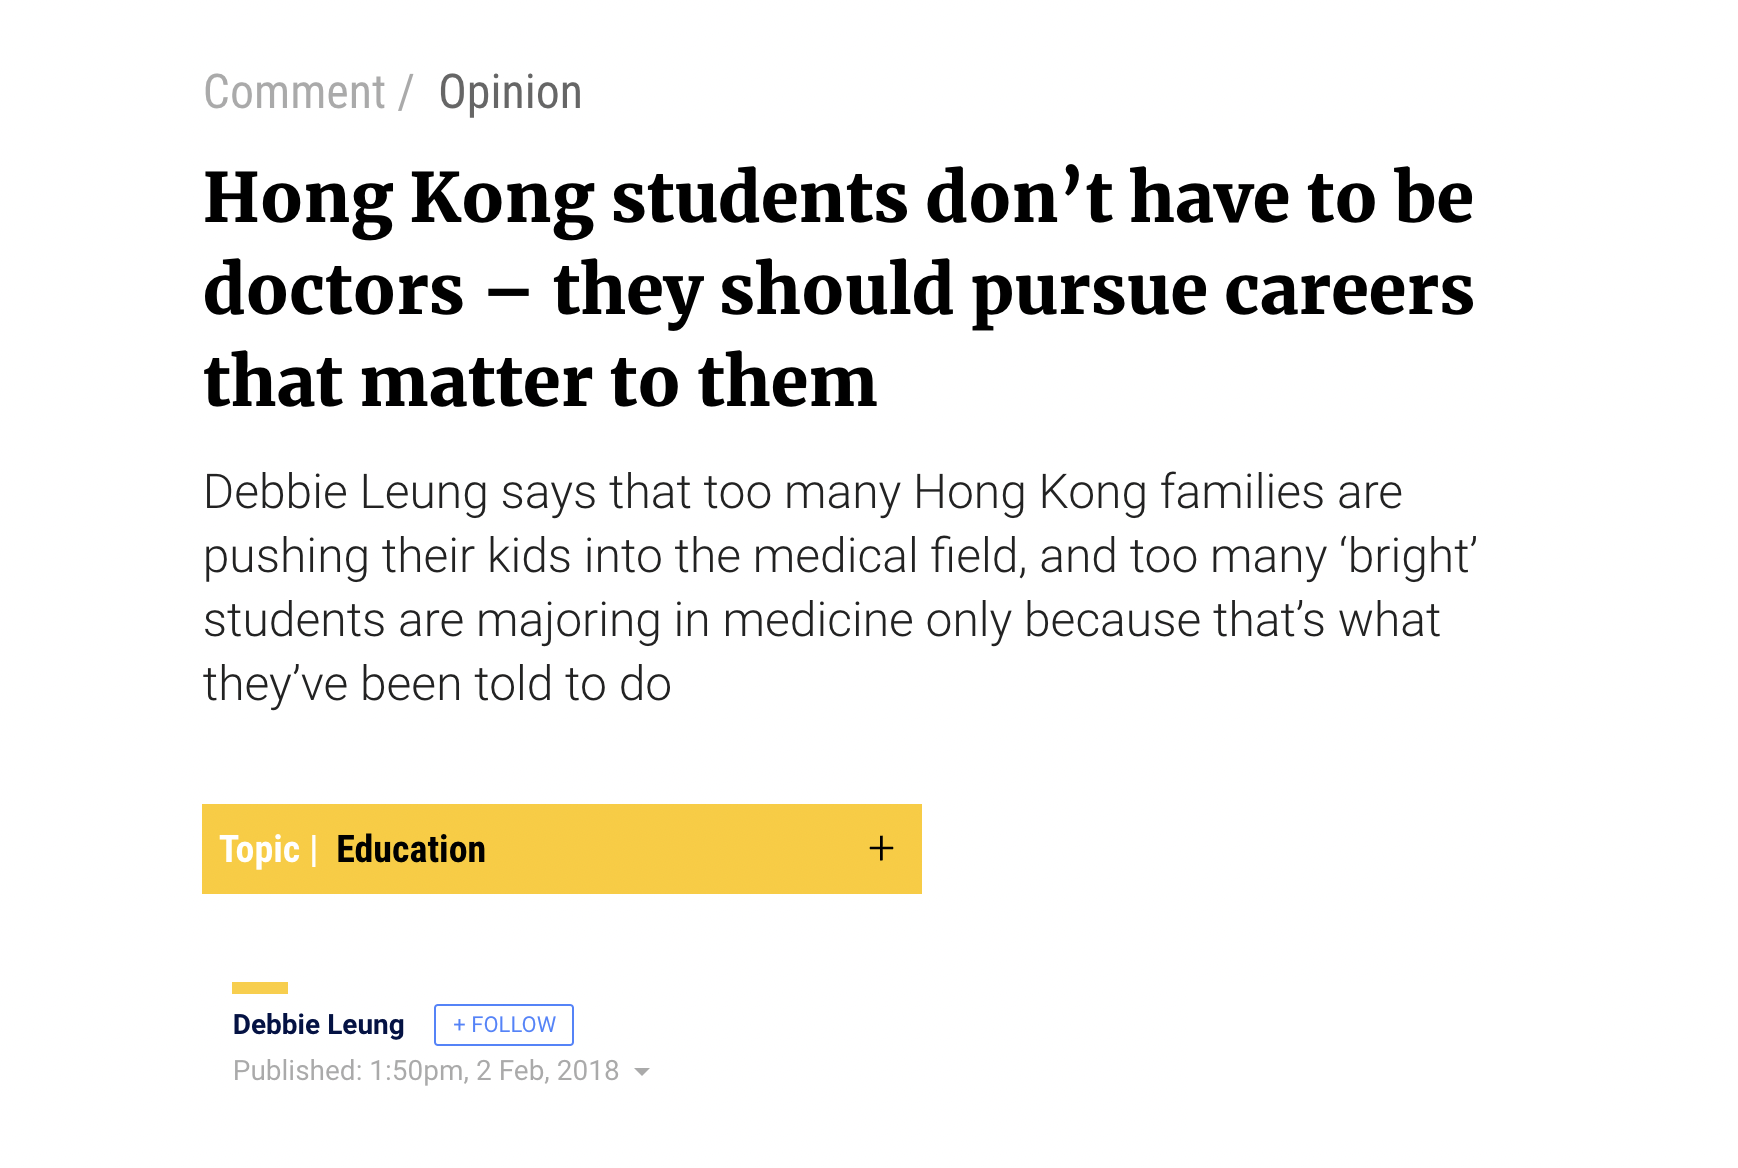 Comment / Opinion
Hong Kong students don’t have to be
doctors – they should pursue careers
that matter to them
Debbie Leung says that too many Hong Kong families are
pushing their kids into the medical field, and too many ‘bright’
students are majoring in medicine only because that’s what
they’ve been told to do
Topic | Education +
Debbie Leung + FOLLOW
Published: 1:50pm, 2 Feb, 2018